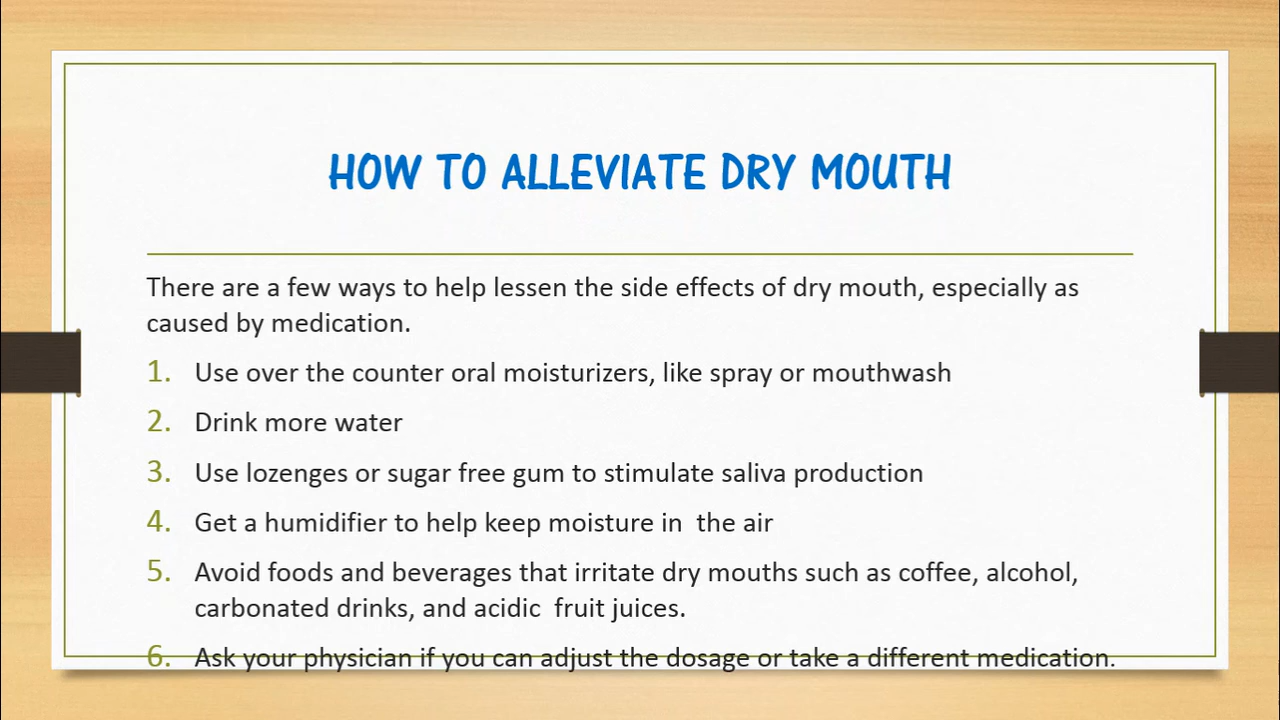 HOW TO ALLEVIATE DRY MOUTH
There are a few ways to help lessen the side effects of dry mouth, especially as
caused by medication.
1. Use over the counter oral moisturizers, like spray or mouthwash
2. Drink more water
3. Use lozenges or sugar free gum to stimulate saliva production
4. Get a humidifier to help keep moisture in  the air
5. Avoid foods and beverages that irritate dry mouths such as coffee, alcohol,
carbonated drinks, and acidic  fruit juices.
6. Ask your physician if you can adjust the dosage or take a different medication.